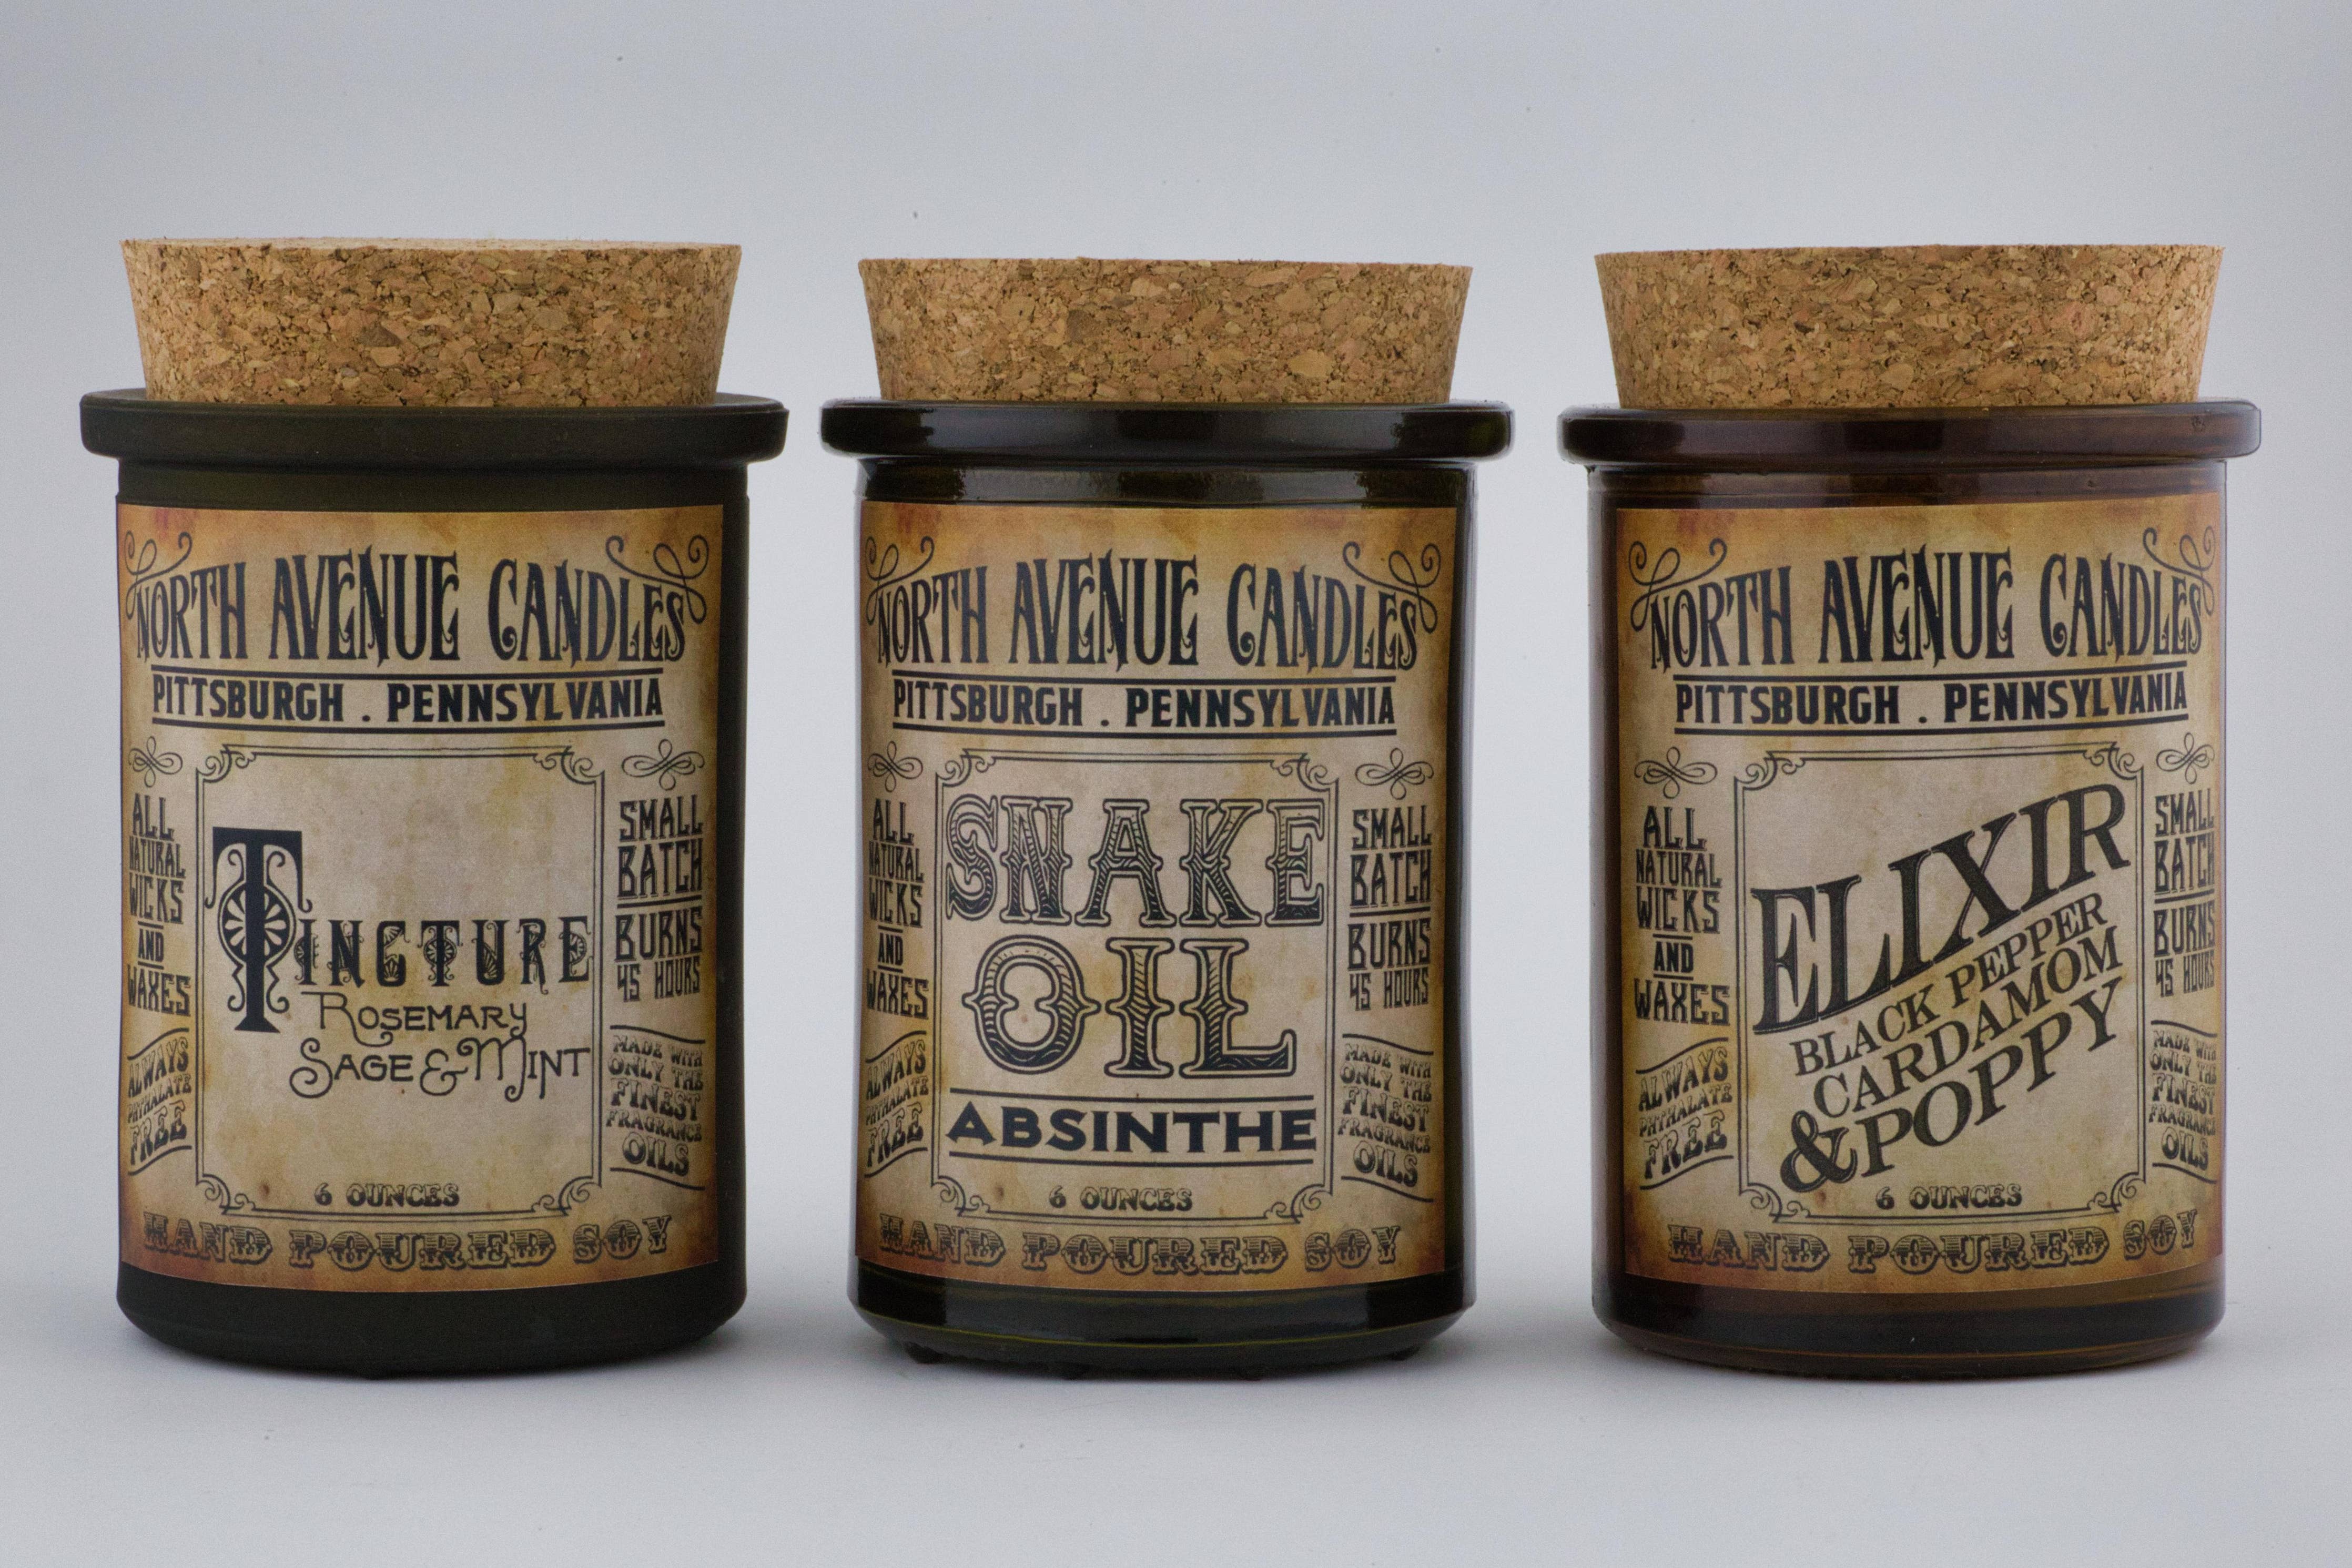 NORTH AVENUE CANDLES
PITTSBURGH . PENNSYLVANIA
ALL
NATURAL
WICKS
AND
WAXES
ALWAYS
PHTHALATE
FREE
TINCTURE
ROSEMARY
SAGE & MINT
6 OUNCES
SMALL
BATCH
BURNS
45 HOURS
MADE WITH
ONLY THE
FINEST
FRAGRANCE
OILS
HAND POURED SOY
NORTH AVENUE CANDLES
PITTSBURGH . PENNSYLVANIA
ALL
NATURAL
WICKS
AND
WAXES
ALWAYS
PHTHALATE
FREE
SNAKE
OIL
ABSINTHE
6 OUNCES
SMALL
BATCH
BURNS
45 HOURS
MADE WITH
ONLY THE
FINEST
FRAGRANCE
OILS
HAND POURED SOY
NORTH AVENUE CANDLES
PITTSBURGH . PENNSYLVANIA
ALL
NATURAL
WICKS
AND
WAXES
ALWAYS
PHTHALATE
FREE
ELIXIR
BLACK PEPPER
CARDAMOM
& POPPY
6 OUNCES
SMALL
BATCH
BURNS
45 HOURS
MADE WITH
ONLY THE
FINEST
FRAGRANCE
OILS
HAND POURED SOY